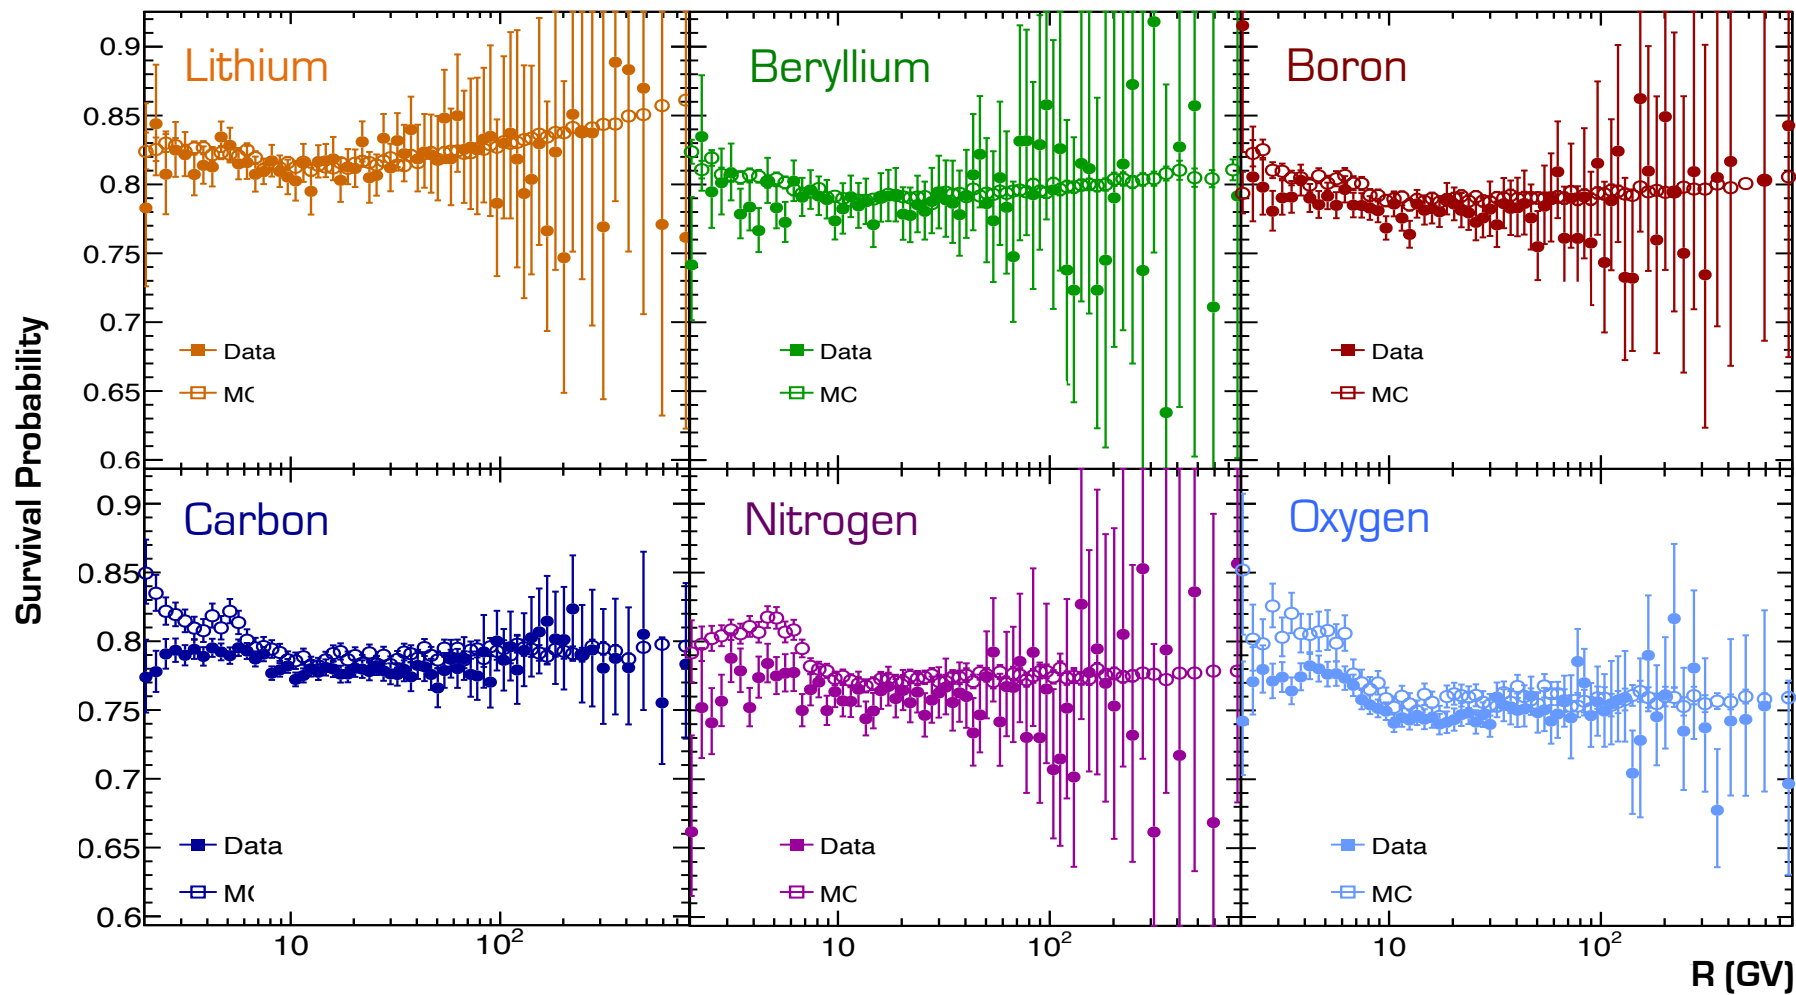 Survival Probability
Lithium
Beryllium
Boron
0.9
0.85
0.8
0.75
0.7
0.65
0.6
Data
MC
Data
MC
Data
MC
Carbon
Nitrogen
Oxygen
0.9
0.85
0.8
0.75
0.7
0.65
0.6
Data
MC
Data
MC
Data
MC
10
10²
10
10²
10
10²
R (GV)